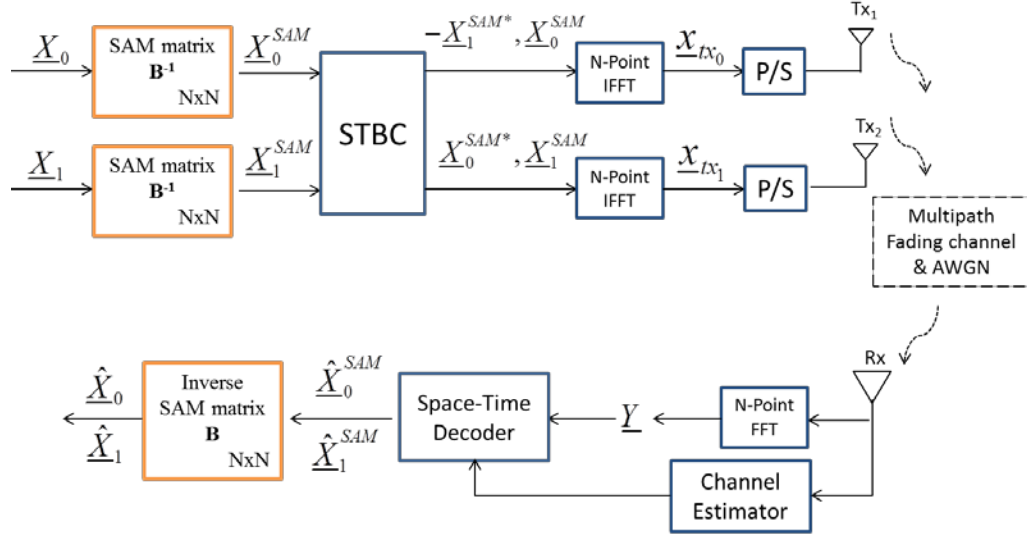 X_0
SAM matrix
B^-1
NxN
X_0^SAM
STBC
-X_1^SAM*, X_0^SAM
N-Point
IFFT
x_tx_0
P/S
Tx_1
X_1
SAM matrix
B^-1
NxN
X_1^SAM
X_0^SAM*, X_1^SAM
N-Point
IFFT
x_tx_1
P/S
Tx_2
Multipath
Fading channel
& AWGN
X̂_0
X̂_1
Inverse
SAM matrix
B
NxN
X̂_0^SAM
X̂_1^SAM
Space-Time
Decoder
Y
N-Point
FFT
Rx
Channel
Estimator